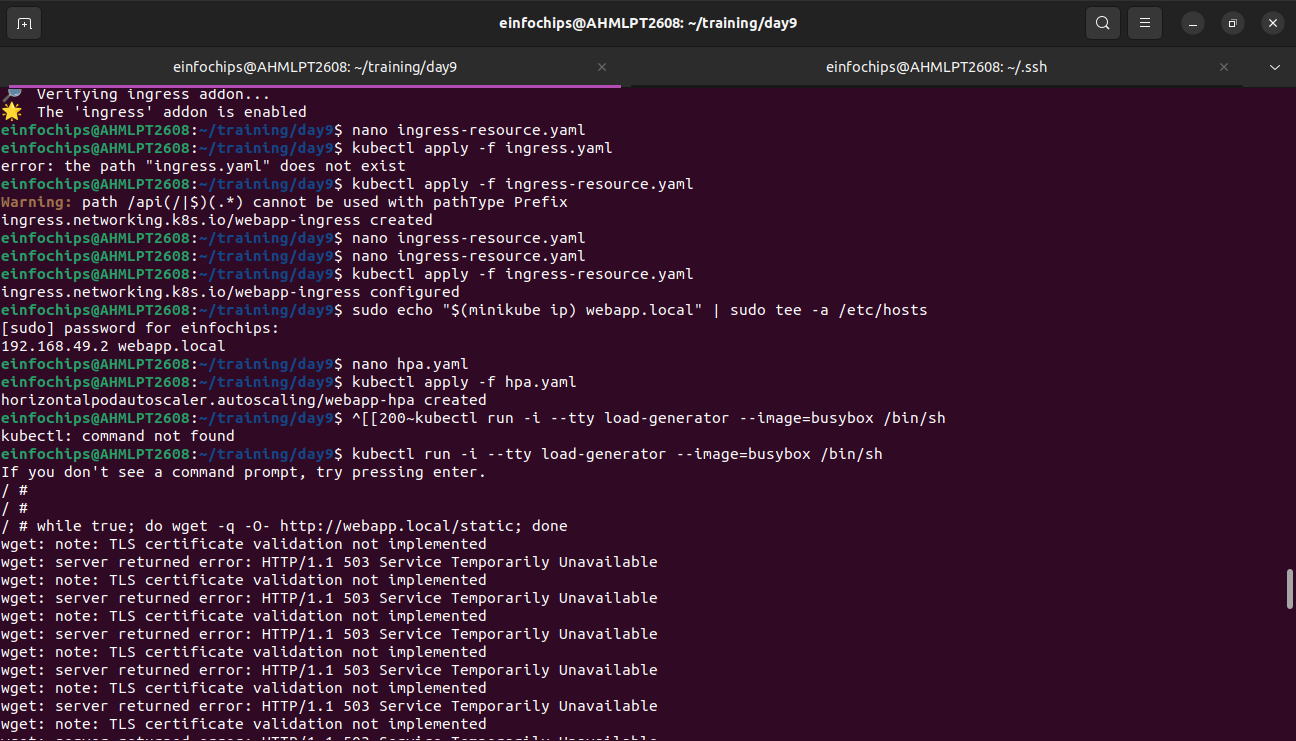 einfochips@AHMLPT2608: ~/training/day9
einfochips@AHMLPT2608: ~/training/day9
einfochips@AHMLPT2608: ~/.ssh
Verifying ingress addon...
The 'ingress' addon is enabled
einfochips@AHMLPT2608:~/training/day9$ nano ingress-resource.yaml
einfochips@AHMLPT2608:~/training/day9$ kubectl apply -f ingress.yaml
error: the path "ingress.yaml" does not exist
einfochips@AHMLPT2608:~/training/day9$ kubectl apply -f ingress-resource.yaml
Warning: path /api(/|$)(.*) cannot be used with pathType Prefix
ingress.networking.k8s.io/webapp-ingress created
einfochips@AHMLPT2608:~/training/day9$ nano ingress-resource.yaml
einfochips@AHMLPT2608:~/training/day9$ nano ingress-resource.yaml
einfochips@AHMLPT2608:~/training/day9$ kubectl apply -f ingress-resource.yaml
ingress.networking.k8s.io/webapp-ingress configured
einfochips@AHMLPT2608:~/training/day9$ sudo echo "$(minikube ip) webapp.local" | sudo tee -a /etc/hosts
[sudo] password for einfochips:
192.168.49.2 webapp.local
einfochips@AHMLPT2608:~/training/day9$ nano hpa.yaml
einfochips@AHMLPT2608:~/training/day9$ kubectl apply -f hpa.yaml
horizontalpodautoscaler.autoscaling/webapp-hpa created
einfochips@AHMLPT2608:~/training/day9$ ^[[200~kubectl run -i --tty load-generator --image=busybox /bin/sh
kubectl: command not found
einfochips@AHMLPT2608:~/training/day9$ kubectl run -i --tty load-generator --image=busybox /bin/sh
If you don't see a command prompt, try pressing enter.
/ #
/ #
/ # while true; do wget -q -O- http://webapp.local/static; done
wget: note: TLS certificate validation not implemented
wget: server returned error: HTTP/1.1 503 Service Temporarily Unavailable
wget: note: TLS certificate validation not implemented
wget: server returned error: HTTP/1.1 503 Service Temporarily Unavailable
wget: note: TLS certificate validation not implemented
wget: server returned error: HTTP/1.1 503 Service Temporarily Unavailable
wget: note: TLS certificate validation not implemented
wget: server returned error: HTTP/1.1 503 Service Temporarily Unavailable
wget: note: TLS certificate validation not implemented
wget: server returned error: HTTP/1.1 503 Service Temporarily Unavailable
wget: note: TLS certificate validation not implemented
wget: server returned error: HTTP/1.1 503 Service Temporarily Unavailable